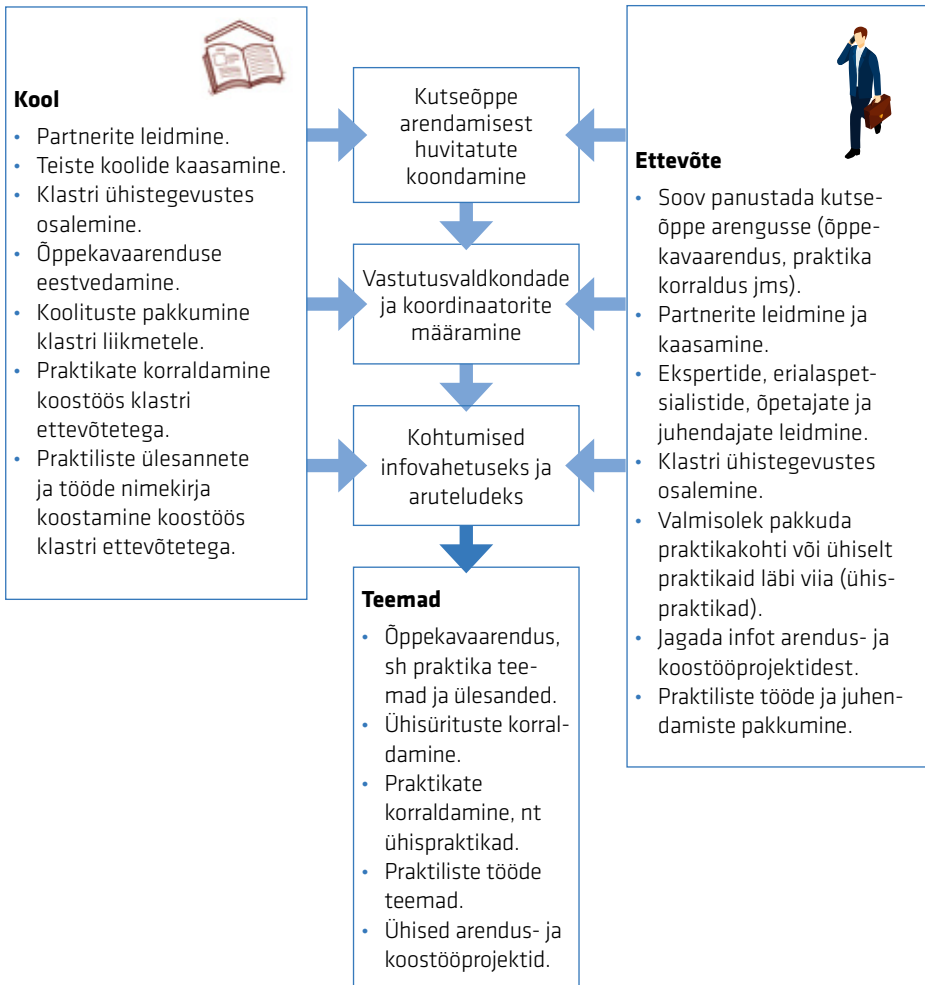 Kool
• Partnerite leidmine.
• Teiste koolide kaasamine.
• Klastri ühistegevustes
osalemine.
• Õppekavaarenduse
eestvedamine.
• Koolituste pakkumine
klastri liikmetele.
• Praktikate korraldamine
koostöös klastri
ettevõtetega.
• Praktiliste ülesannete
ja tööde nimekirja
koostamine koostöös
klastri ettevõtetega.
Kutseõppe
arendamisest
huvitatute
koondamine
Vastutusvaldkondade
ja koordinaatorite
määramine
Kohtumised
infovahetuseks ja
aruteludeks
Teemad
• Õppekavaarendus,
sh praktika tee-
mad ja ülesanded.
• Ühisürituste korral-
damine.
• Praktikate
korraldamine, nt
ühispraktikad.
• Praktiliste tööde
teemad.
• Ühised arendus- ja
koostööprojektid.
Ettevõte
• Soov panustada kutse-
õppe arengusse (õppe-
kavaarendus, praktika
korraldus jms).
• Partnerite leidmine ja
kaasamine.
• Ekspertide, erialaspet-
sialistide, õpetajate ja
juhendajate leidmine.
• Klastri ühistegevustes
osalemine.
• Valmisolek pakkuda
praktikakohti või ühiselt
praktikaid läbi viia (ühis-
praktikad).
• Jagada infot arendus- ja
koostööprojektidest.
• Praktiliste tööde ja juhen-
damiste pakkumine.